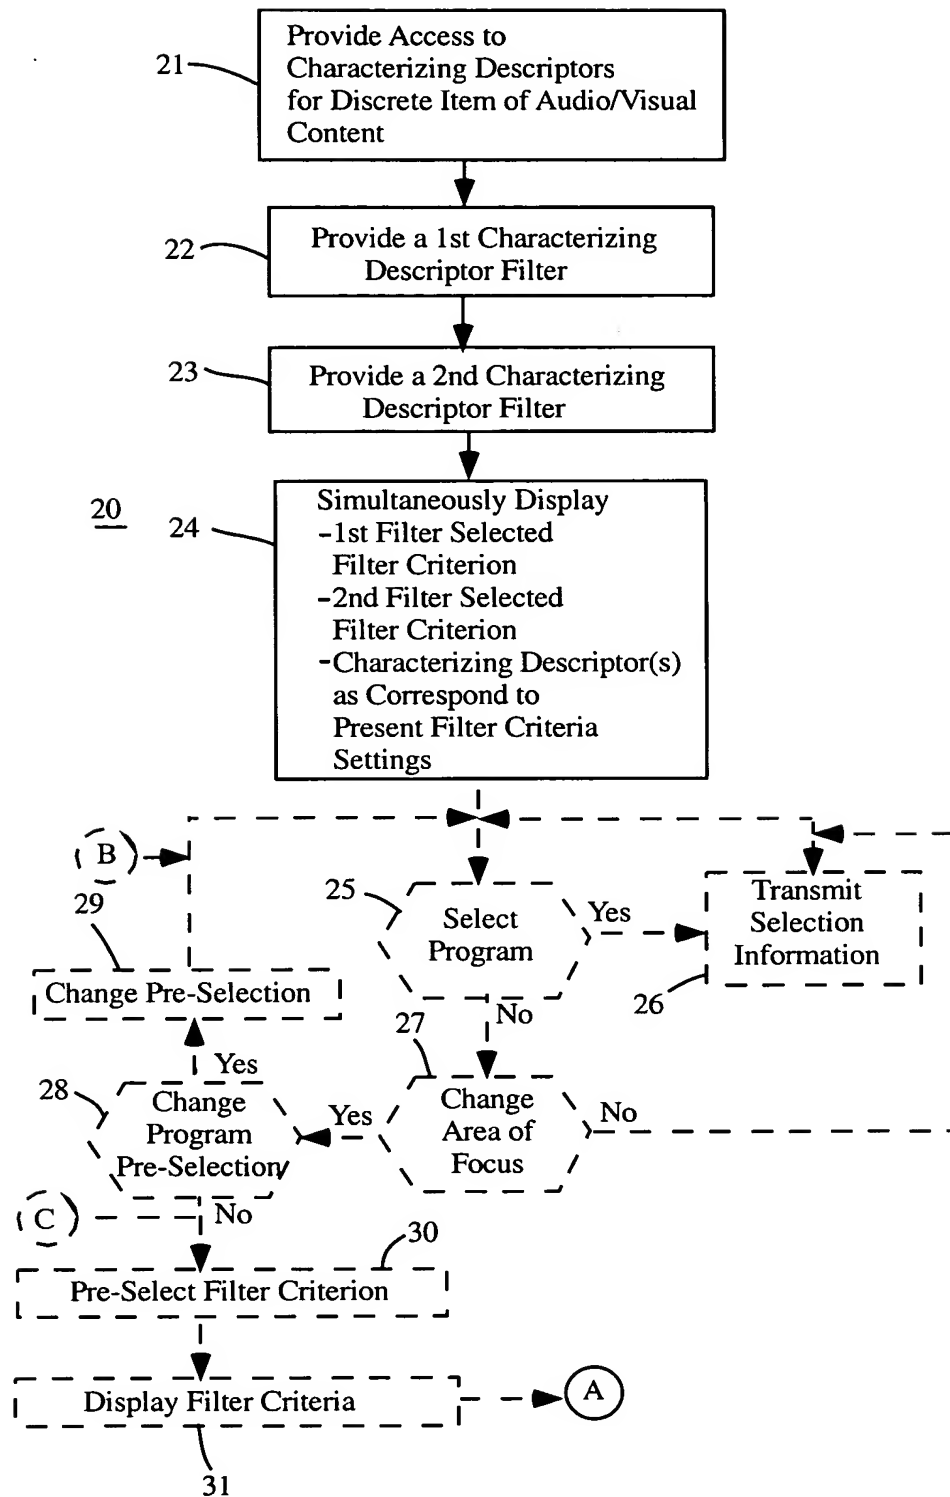 Provide Access to
Characterizing Descriptors
for Discrete Item of Audio/Visual
Content
21
Provide a 1st Characterizing
Descriptor Filter
22
Provide a 2nd Characterizing
Descriptor Filter
23
20
24
Simultaneously Display
-1st Filter Selected
Filter Criterion
-2nd Filter Selected
Filter Criterion
-Characterizing Descriptor(s)
as Correspond to
Present Filter Criteria
Settings
B
25
Select
Program
Yes
No
Transmit
Selection
Information
26
29
Change Pre-Selection
Yes
27
Change
Area of
Focus
Yes
No
28
Change
Program
Pre-Selection
No
C
30
Pre-Select Filter Criterion
Display Filter Criteria
A
31